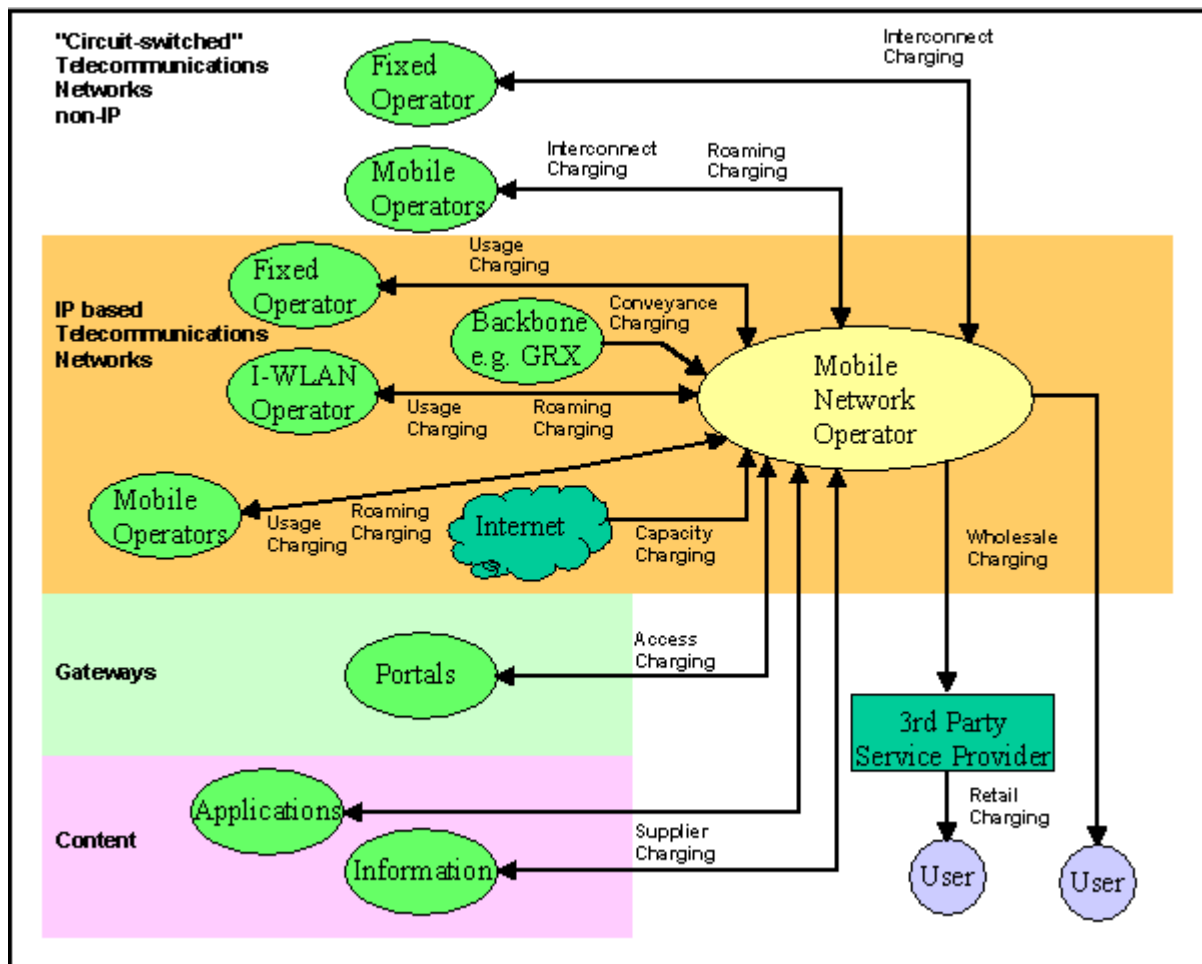 "Circuit-switched"
Telecommunications
Networks
non-IP
Fixed
Operator
Interconnect
Charging
Mobile
Operators
Interconnect
Charging
Roaming
Charging
IP based
Telecommunications
Networks
Fixed
Operator
Usage
Charging
Backbone
e.g. GRX
Conveyance
Charging
I-WLAN
Operator
Usage
Charging
Roaming
Charging
Mobile
Network
Operator
Mobile
Operators
Usage
Charging
Roaming
Charging
Internet
Capacity
Charging
Wholesale
Charging
Gateways
Portals
Access
Charging
3rd Party
Service Provider
Content
Applications
Information
Supplier
Charging
Retail
Charging
User
User